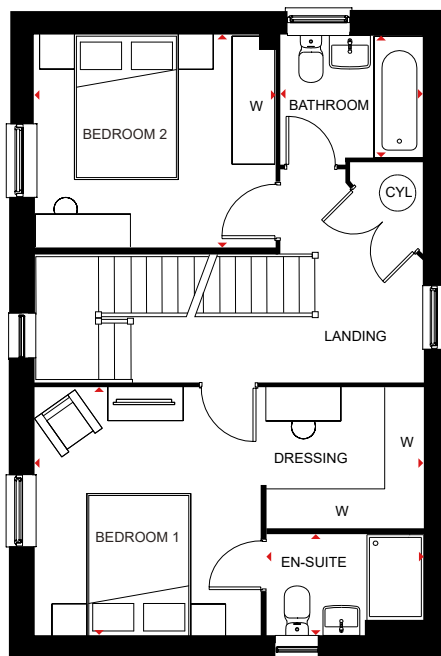 W
BATHROOM
BEDROOM 2
CYL
LANDING
W
DRESSING
W
BEDROOM 1
EN-SUITE